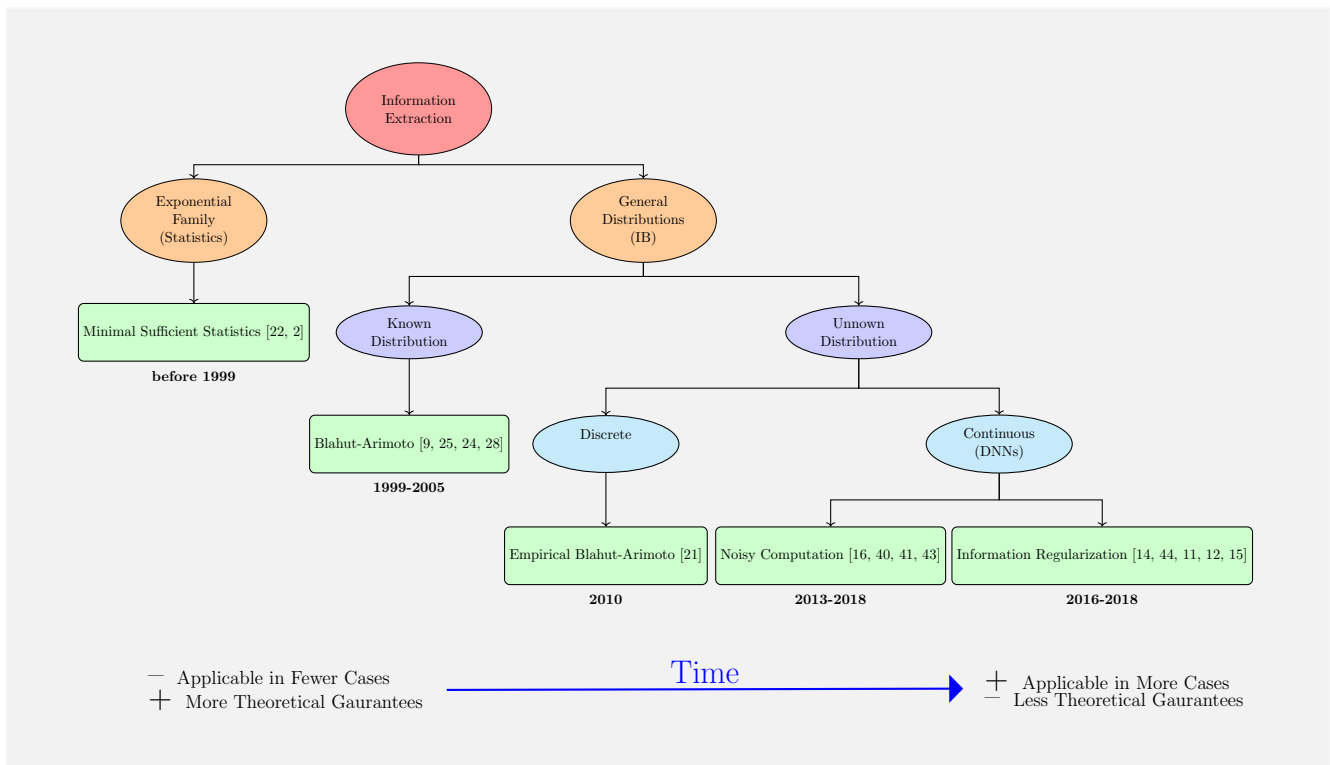 Information
Extraction
Exponential
Family
(Statistics)
General
Distributions
(IB)
Minimal Sufficient Statistics [22, 2]
before 1999
Known
Distribution
Unnown
Distribution
Blahut-Arimoto [9, 25, 24, 28]
1999-2005
Discrete
Continuous
(DNNs)
Empirical Blahut-Arimoto [21]
2010
Noisy Computation [16, 40, 41, 43]
2013-2018
Information Regularization [14, 44, 11, 12, 15]
2016-2018
− Applicable in Fewer Cases
+ More Theoretical Gaurantees
Time
+ Applicable in More Cases
− Less Theoretical Gaurantees